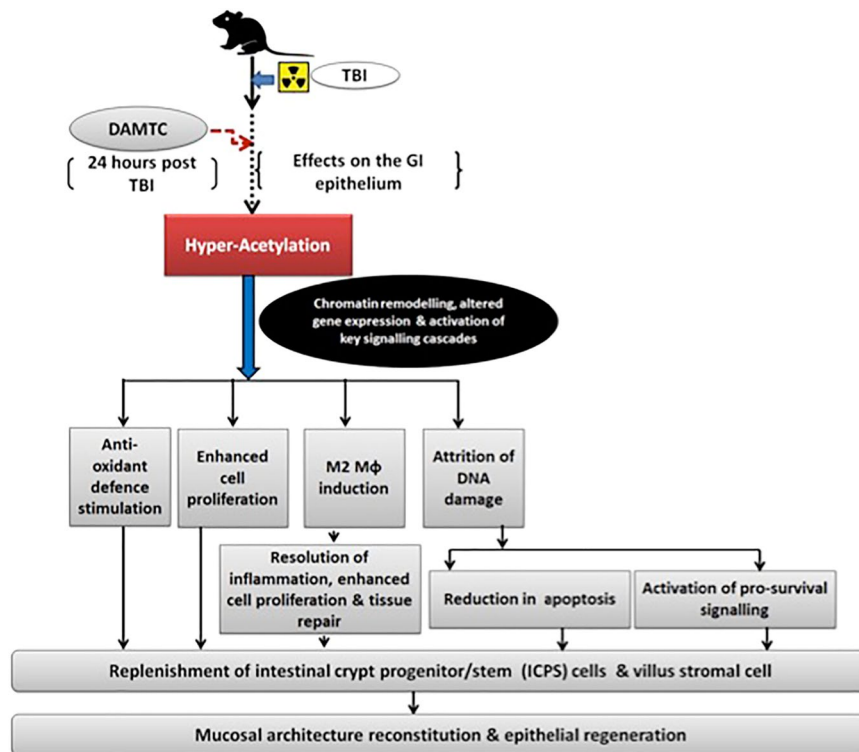 TBI
DAMTC
24 hours post
TBI
Effects on the GI
epithelium
Hyper-Acetylation
Chromatin remodelling, altered
gene expression & activation of
key signalling cascades
Anti-
oxidant
defence
stimulation
Enhanced
cell
proliferation
M2 Mϕ
induction
Attrition of
DNA
damage
Resolution of
inflammation, enhanced
cell proliferation & tissue
repair
Reduction in apoptosis
Activation of pro-survival
signalling
Replenishment of intestinal crypt progenitor/stem (ICPS) cells & villus stromal cell
Mucosal architecture reconstitution & epithelial regeneration